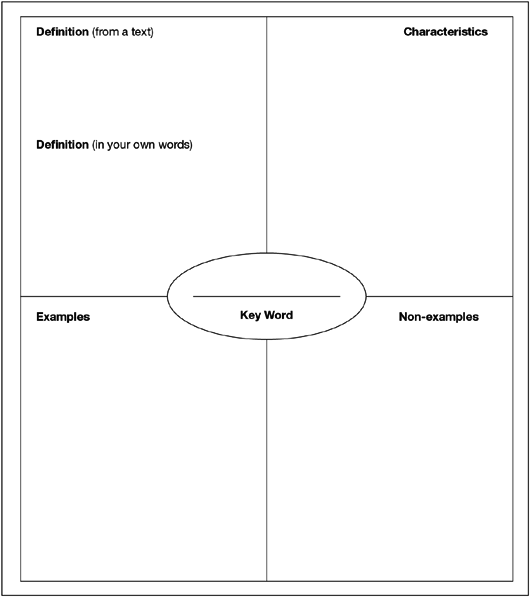 Definition (from a text)
Characteristics
Definition (in your own words)
Key Word
Examples
Non-examples